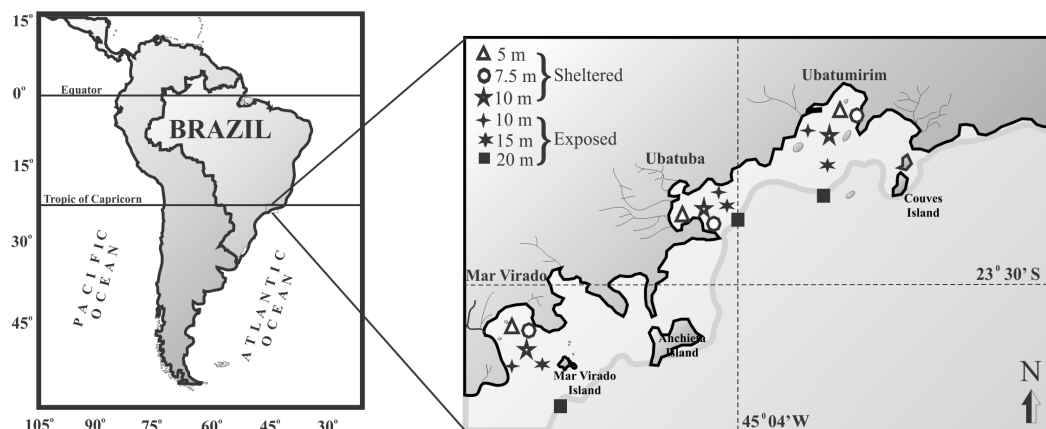 15°
0°
15°
30°
45°
105° 90° 75° 60° 45° 30°
Equator
BRAZIL
Tropic of Capricorn
PACIFIC
OCEAN
ATLANTIC
OCEAN
5 m
7.5 m
10 m
Sheltered
10 m
15 m
20 m
Exposed
Ubatumirim
Ubatuba
Couves
Island
Mar Virado
23° 30' S
Anchieta
Island
Mar Virado
Island
N
45° 04' W